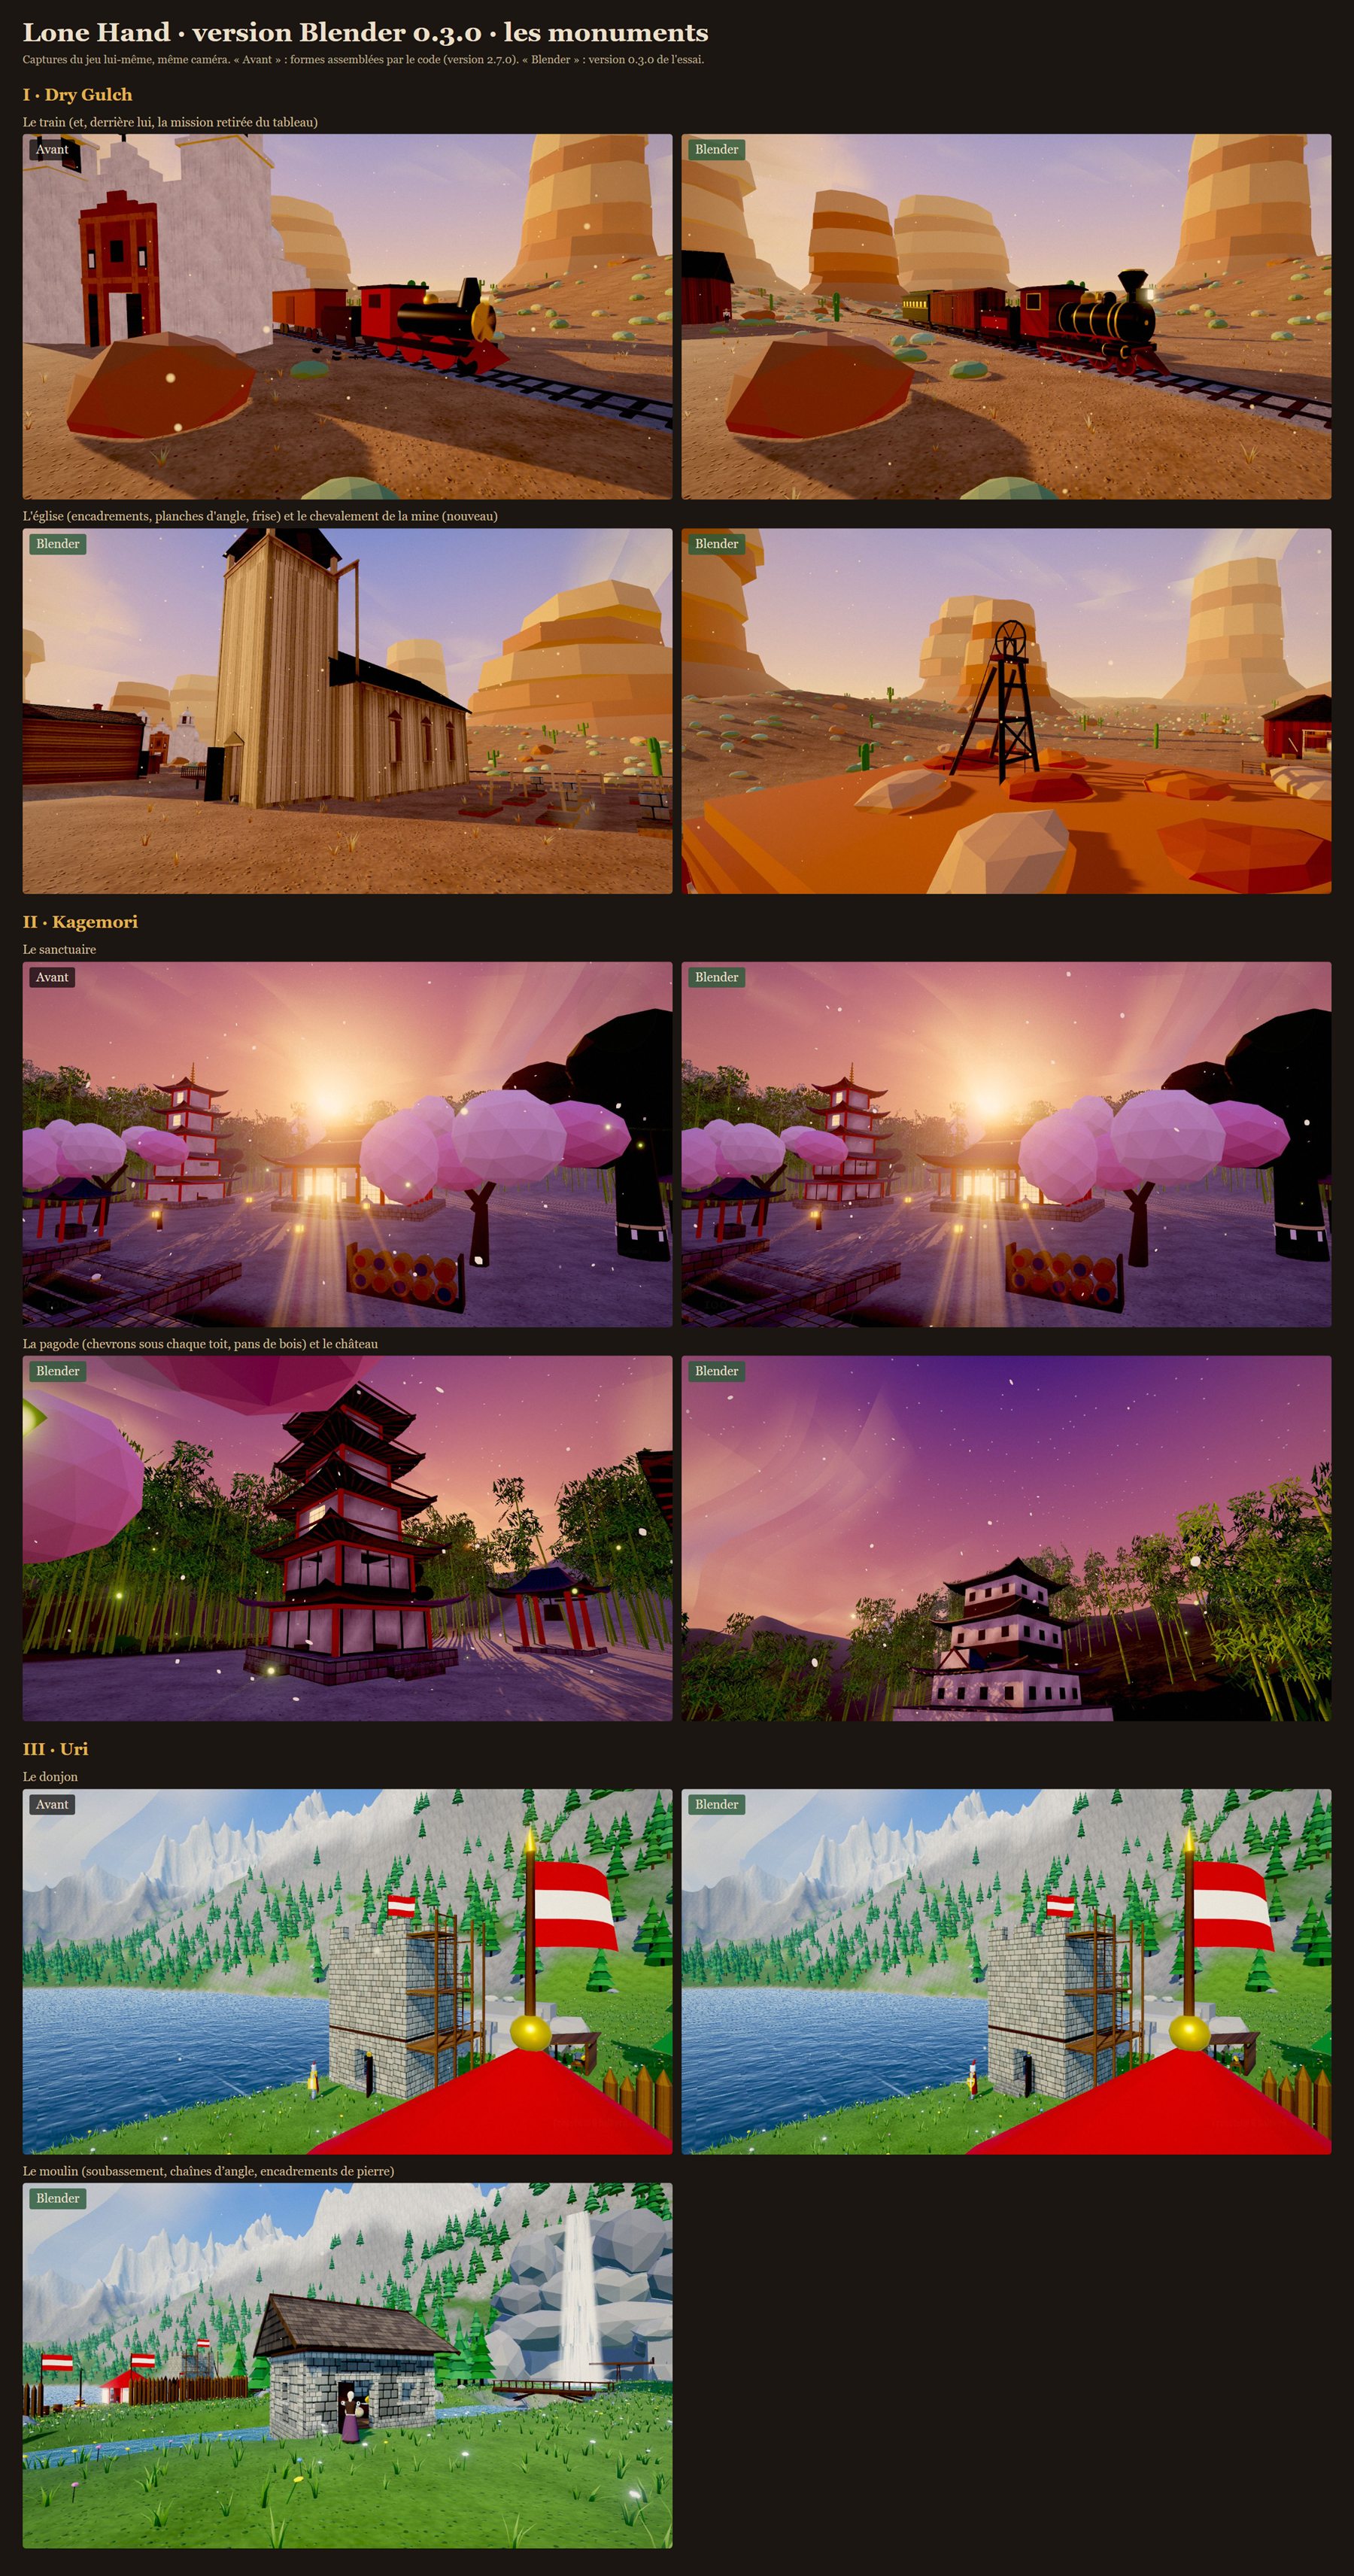 Lone Hand · version Blender 0.3.0 · les monuments
Captures du jeu lui-même, même caméra. « Avant » : formes assemblées par le code (version 2.7.0). « Blender » : version 0.3.0 de l'essai.
I · Dry Gulch
Le train (et, derrière lui, la mission retirée du tableau)
Avant
Blender
L'église (encadrements, planches d'angle, frise) et le chevalement de la mine (nouveau)
Blender
Blender
II · Kagemori
Le sanctuaire
Avant
Blender
La pagode (chevrons sous chaque toit, pans de bois) et le château
Blender
Blender
III · Uri
Le donjon
Avant
Blender
Le moulin (soubassement, chaînes d'angle, encadrements de pierre)
Blender